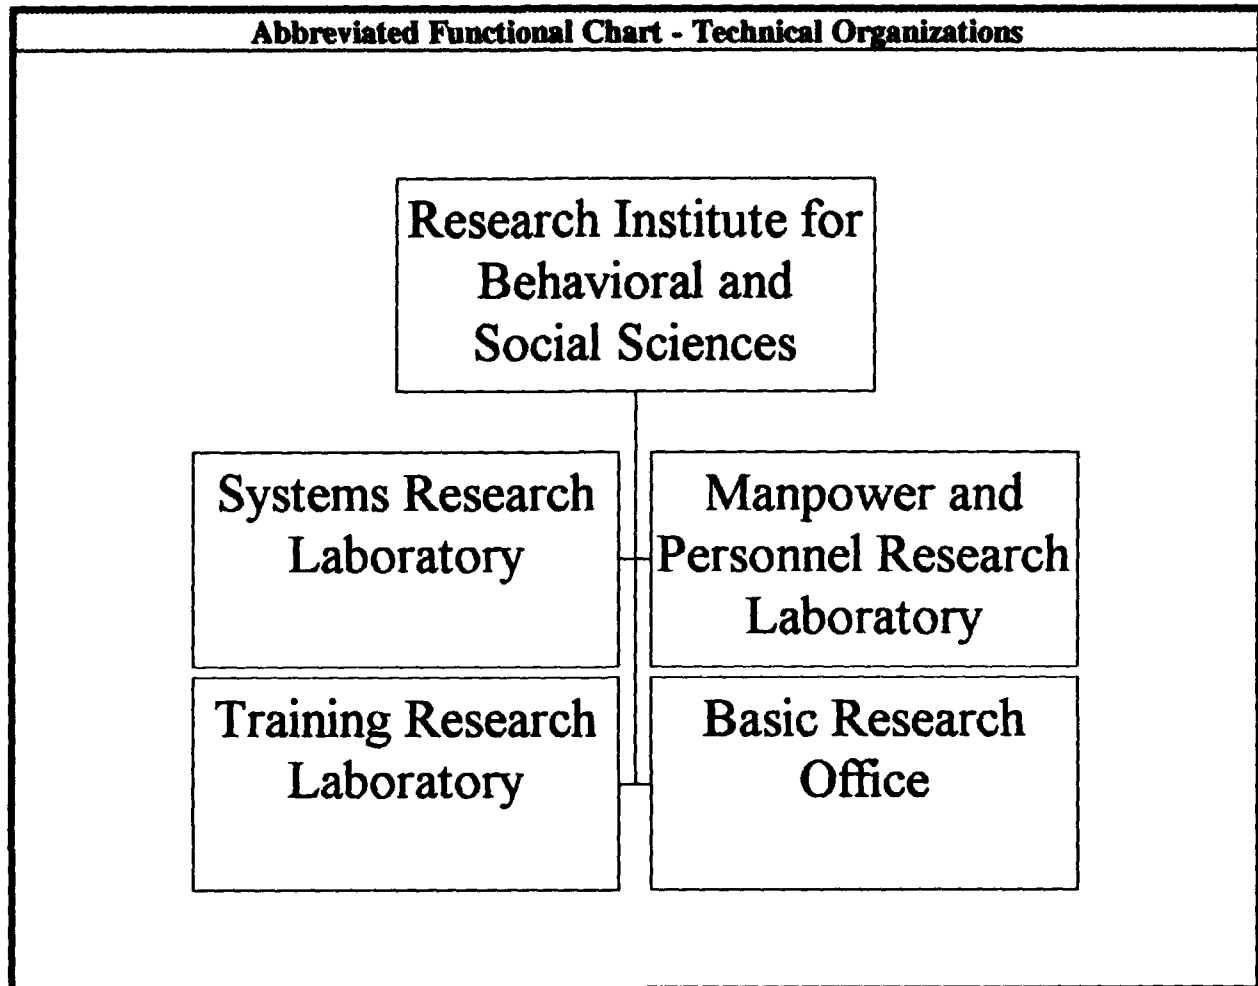 Abbreviated Functional Chart - Technical Organizations
Research Institute for
Behavioral and
Social Sciences
Systems Research
Laboratory
Manpower and
Personnel Research
Laboratory
Training Research
Laboratory
Basic Research
Office